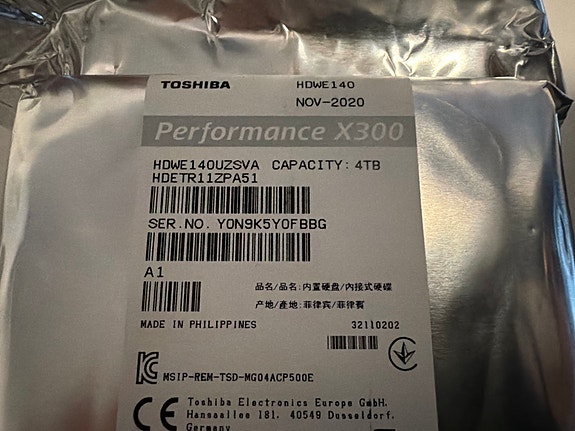 TOSHIBA
HDWE140
NOV-2020
Performance X300
HDWE140UZSVA CAPACITY: 4TB
HDETR11ZPA51
SER.NO. Y0N9K5Y0FBBG
A1
品名/品名: 内置硬盘/內接式硬碟
产地/產地: 菲律宾/菲律賓
MADE IN PHILIPPINES
32110202
MSIP-REM-TSD-MG04ACP500E
CE
Toshiba Electronics Europe GmbH
Hansaallee 181, 40549 Dusseldorf,
Germany